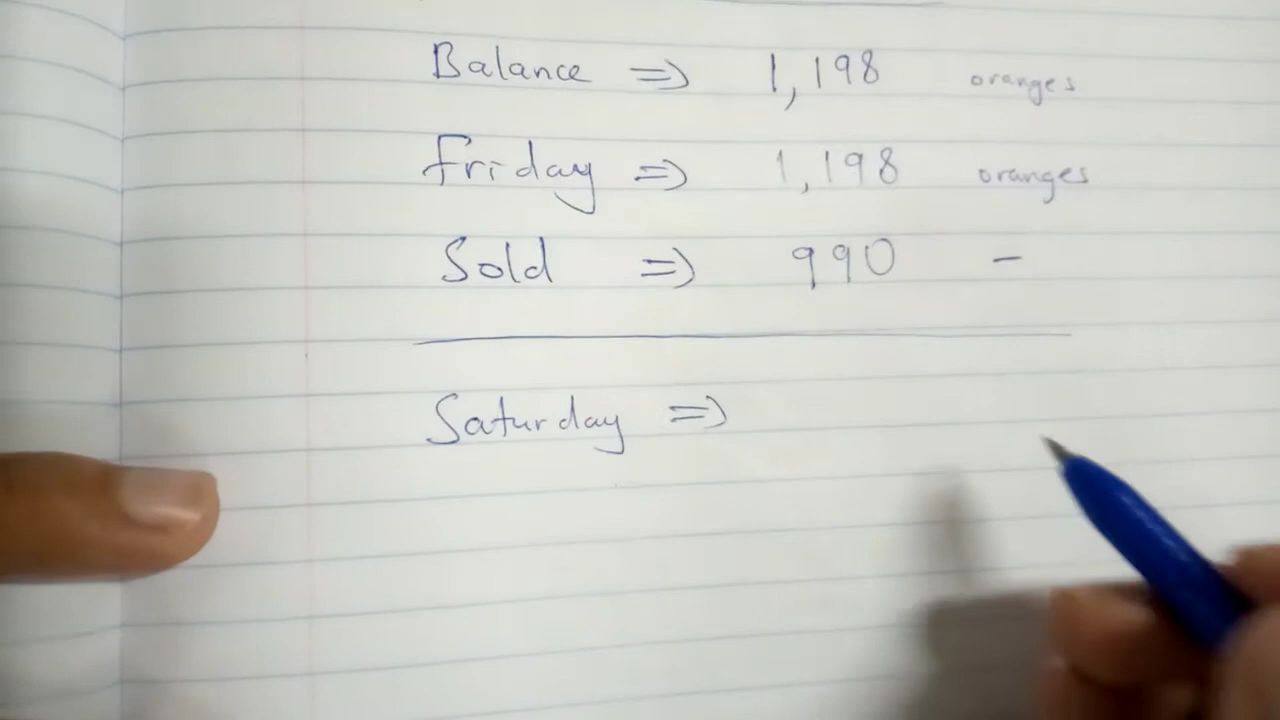 Balance => 1,198 oranges
Friday => 1,198 oranges
Sold => 990 -
Saturday =>